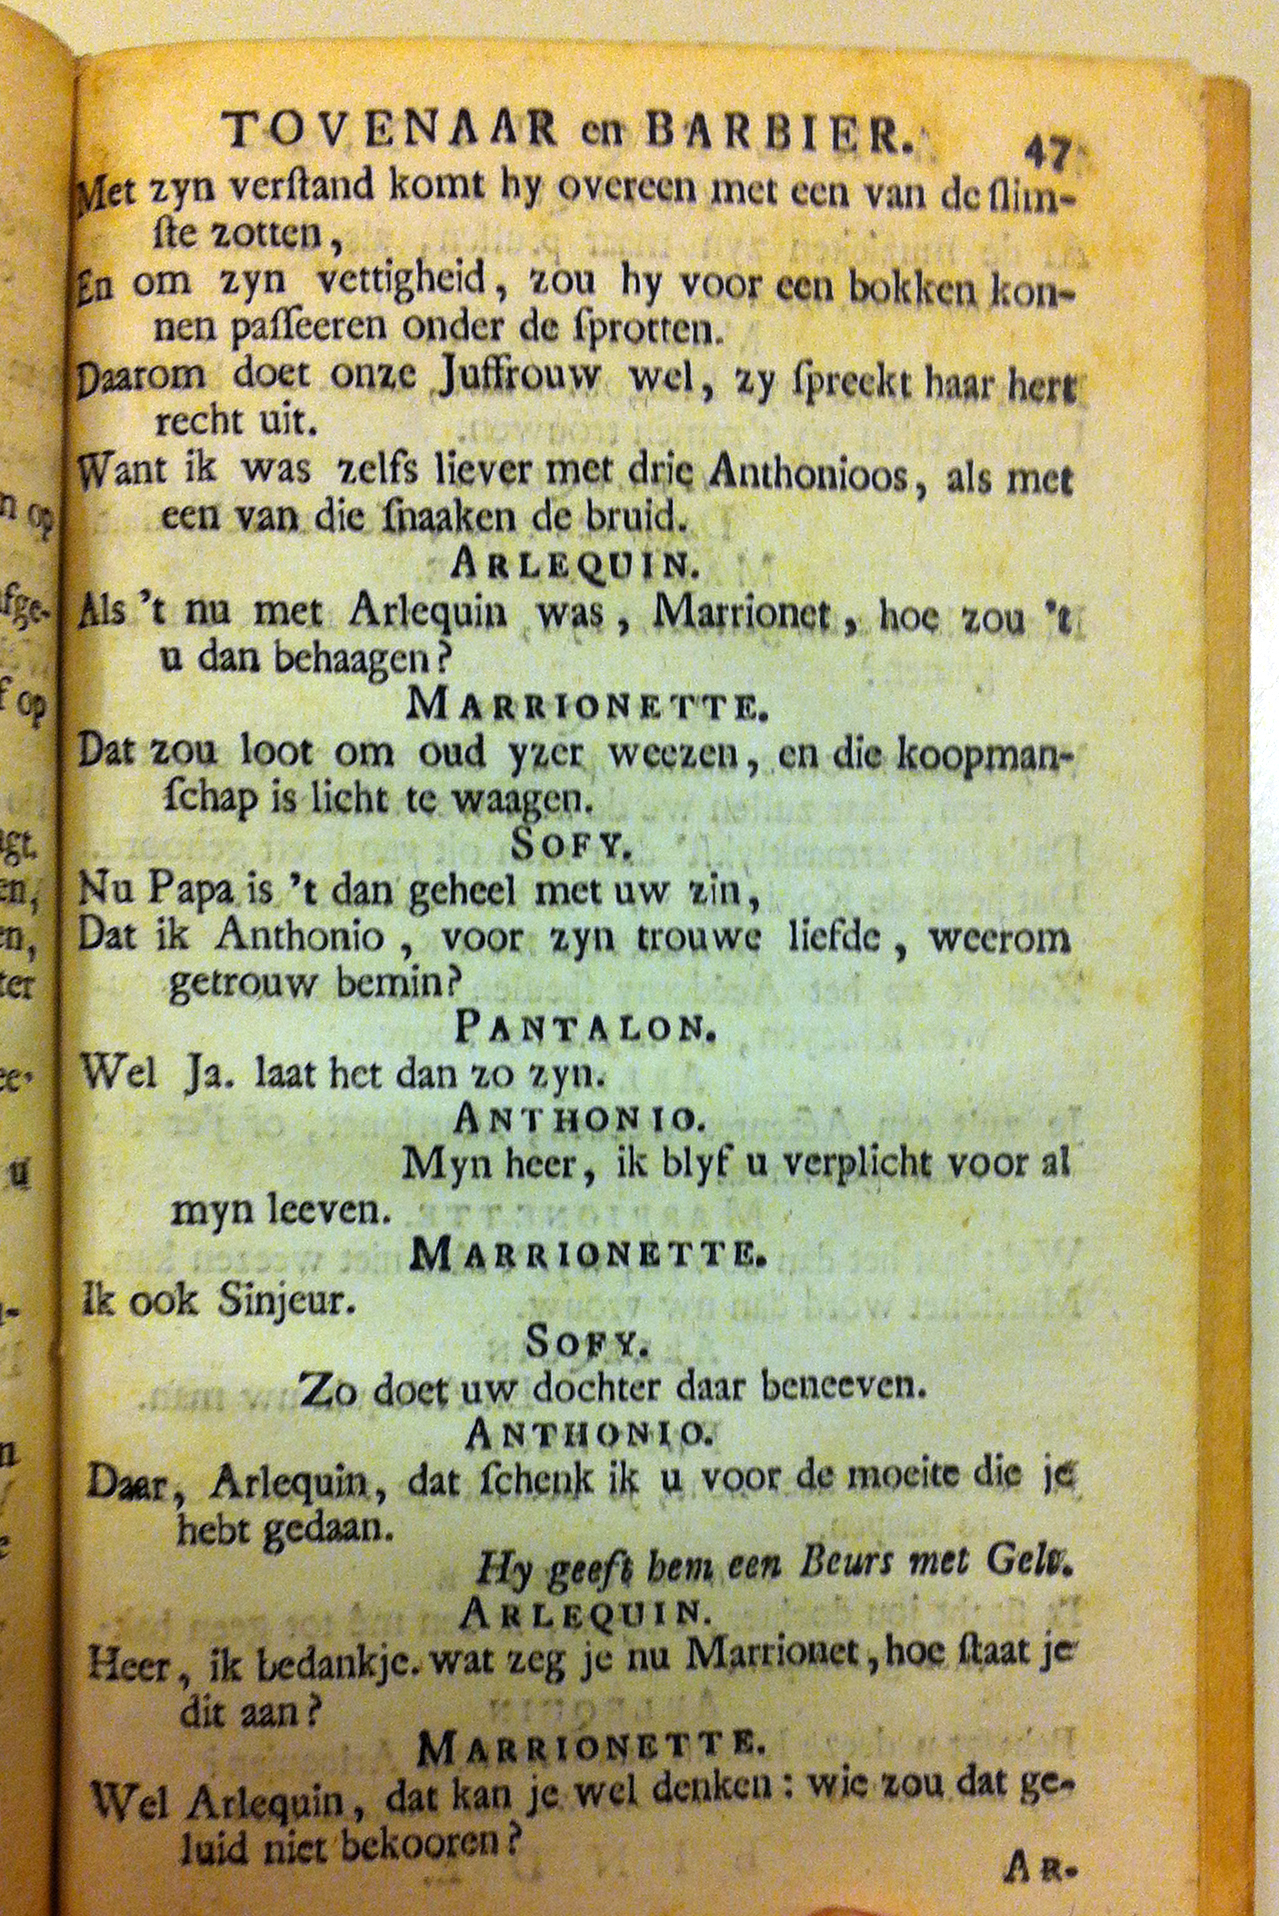 TOVENAAR en BARBIER. 47
Met zyn verſtand komt hy overeen met een van de ſlim-
ſte zotten,
En om zyn vettigheid, zou hy voor een bokken kon-
nen paſſeeren onder de ſprotten.
Daarom doet onze Juffrouw wel, zy ſpreekt haar hert
recht uit.
Want ik was zelfs liever met drie Anthonioos, als met
een van die ſnaaken de bruid.
ARLEQUIN.
Als 't nu met Arlequin was, Marrionet, hoe zou 't
u dan behaagen?
MARRIONETTE.
Dat zou loot om oud yzer weezen, en die koopman-
ſchap is licht te waagen.
SOFY.
Nu Papa is 't dan geheel met uw zin,
Dat ik Anthonio, voor zyn trouwe liefde, weerom
getrouw bemin?
PANTALON.
Wel Ja. laat het dan zo zyn.
ANTHONIO.
Myn heer, ik blyf u verplicht voor al
myn leeven.
MARRIONETTE.
Ik ook Sinjeur.
SOFY.
Zo doet uw dochter daar beneeven.
ANTHONIO.
Daar, Arlequin, dat ſchenk ik u voor de moeite die je
hebt gedaan.
Hy geeft hem een Beurs met Gelt.
ARLEQUIN.
Heer, ik bedankje. wat zeg je nu Marrionet, hoe ſtaat je
dit aan?
MARRIONETTE.
Wel Arlequin, dat kan je wel denken: wie zou dat ge-
luid niet bekooren?
AR-